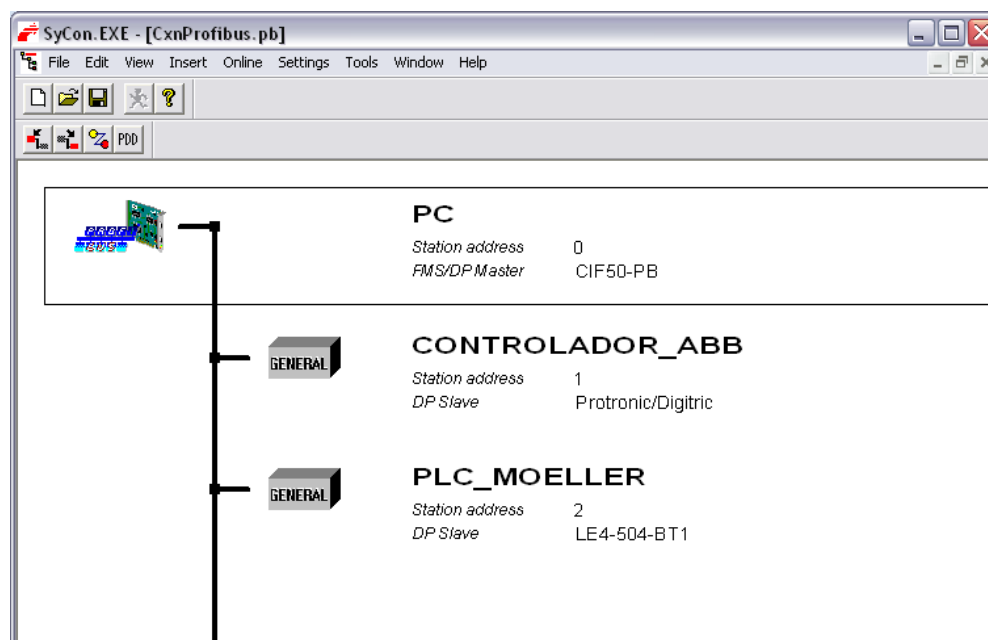 SyCon.EXE - [CxnProfibus.pb]
File Edit View Insert Online Settings Tools Window Help
PDD
PC
Station address 0
FMS/DP Master CIF50-PB
GENERAL
CONTROLADOR_ABB
Station address 1
DP Slave Protronic/Digitric
GENERAL
PLC_MOELLER
Station address 2
DP Slave LE4-504-BT1